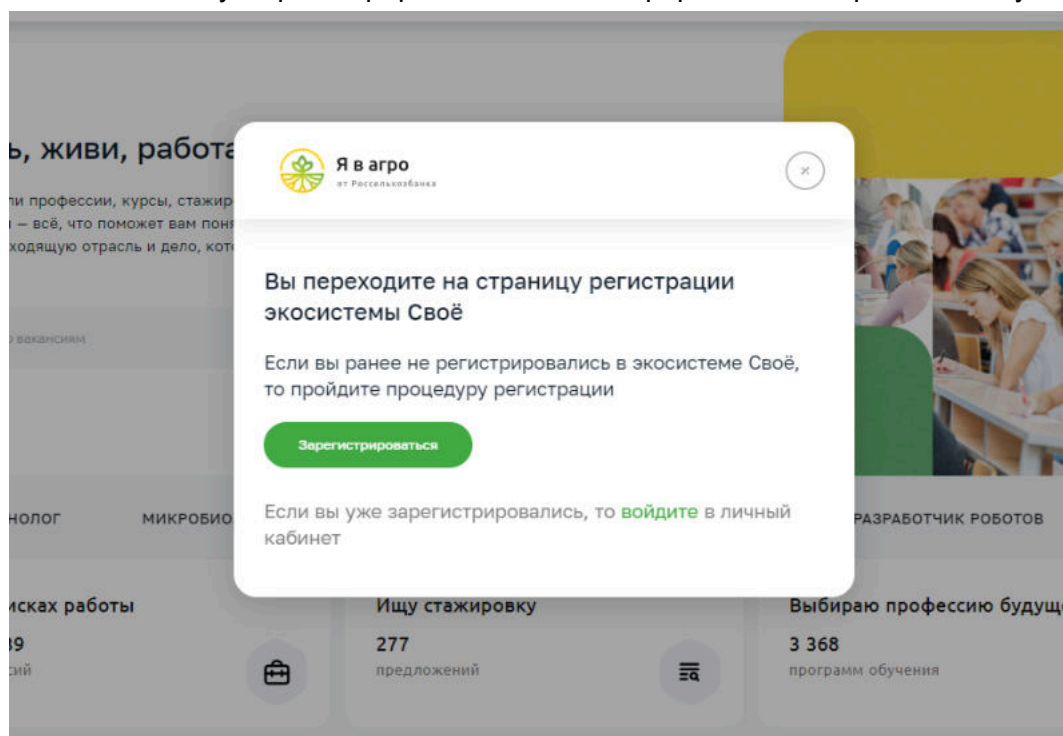 ь, живи, работа
Я в агро
от Россельхозбанка
ли профессии, курсы, стажир
— всё, что поможет вам поня
ходящую отрасль и дело, кото
Вы переходите на страницу регистрации
экосистемы Своё
о вакансиям
Если вы ранее не регистрировались в экосистеме Своё,
то пройдите процедуру регистрации
Зарегистрироваться
Если вы уже зарегистрировались, то войдите в личный
кабинет
НОЛОГ
МИКРОБИО
РАЗРАБОТЧИК РОБОТОВ
исках работы
39
сий
Ищу стажировку
277
предложений
Выбираю профессию будуще
3 368
программ обучения